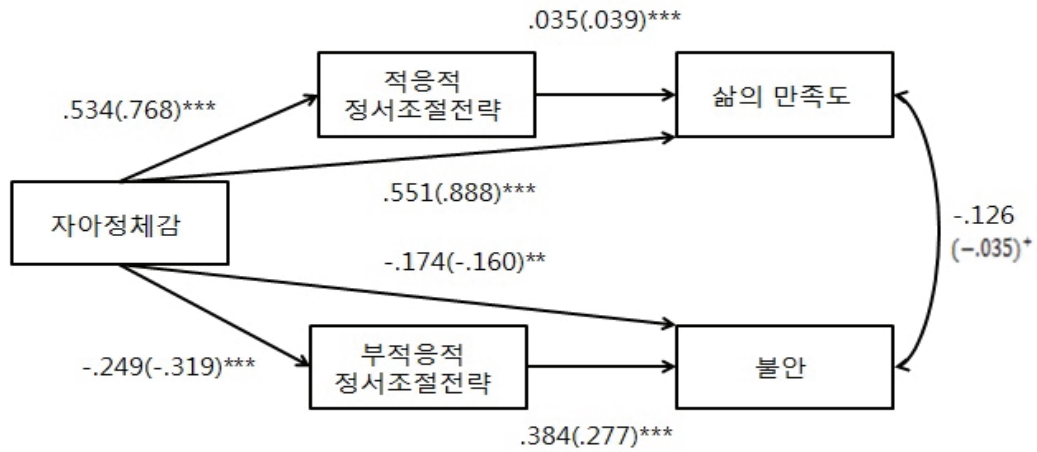 .035(.039)***
적응적
정서조절전략
삶의 만족도
.534(.768)***
.551(.888)***
자아정체감
-.126
(-.035)⁺
-.174(-.160)**
-.249(-.319)***
부적응적
정서조절전략
불안
.384(.277)***